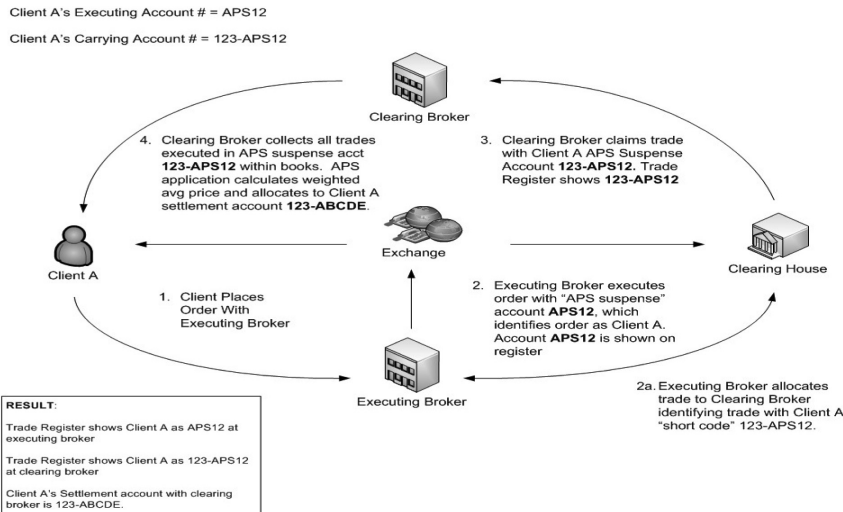 Client A's Executing Account # = APS12
Client A's Carrying Account # = 123-APS12
Clearing Broker
4. Clearing Broker collects all trades
executed in APS suspense acct
123-APS12 within books. APS
application calculates weighted
avg price and allocates to Client A
settlement account 123-ABCDE.
3. Clearing Broker claims trade
with Client A APS Suspense
Account 123-APS12. Trade
Register shows 123-APS12
Exchange
Client A
Clearing House
1. Client Places
Order With
Executing Broker
2. Executing Broker executes
order with “APS suspense”
account APS12, which
identifies order as Client A.
Account APS12 is shown on
register
Executing Broker
2a. Executing Broker allocates
trade to Clearing Broker
identifying trade with Client A
“short code” 123-APS12.
RESULT:
Trade Register shows Client A as APS12 at
executing broker
Trade Register shows Client A as 123-APS12
at clearing broker
Client A's Settlement account with clearing
broker is 123-ABCDE.